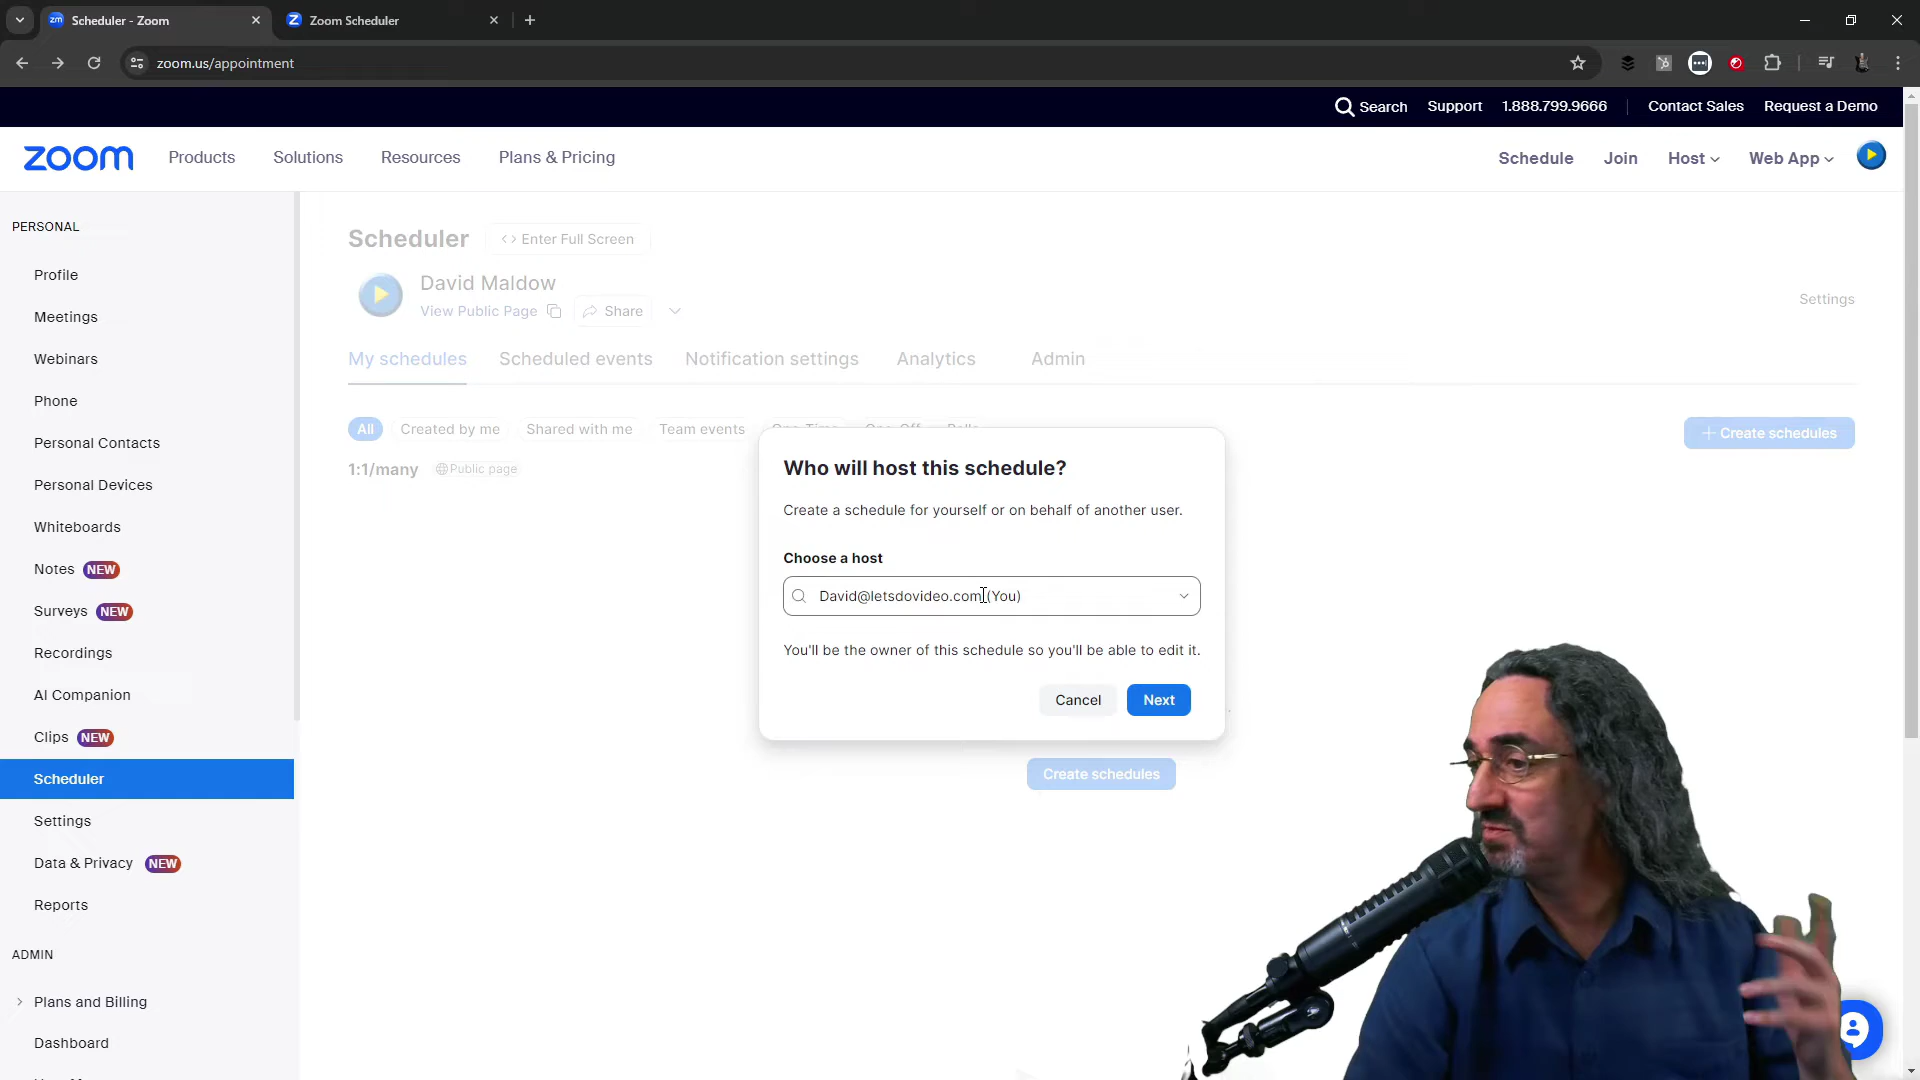 Scheduler - Zoom
Zoom Scheduler
zoom.us/appointment
Search
Support
1.888.799.9666
Contact Sales
Request a Demo
zoom
Products
Solutions
Resources
Plans & Pricing
Schedule
Join
Host
Web App
PERSONAL
Profile
Meetings
Webinars
Phone
Personal Contacts
Personal Devices
Whiteboards
Notes NEW
Surveys NEW
Recordings
AI Companion
Clips NEW
Scheduler
Settings
Data & Privacy NEW
Reports
ADMIN
Plans and Billing
Dashboard
Scheduler
Enter Full Screen
David Maldow
View Public Page
Share
Settings
My schedules
Scheduled events
Notification settings
Analytics
Admin
All
Created by me
Shared with me
Team events
+ Create schedules
1:1/many
Public page
Who will host this schedule?
Create a schedule for yourself or on behalf of another user.
Choose a host
David@letsdovideo.com (You)
You'll be the owner of this schedule so you'll be able to edit it.
Cancel
Next
Create schedules